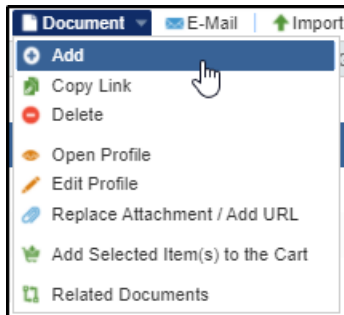 Document E-Mail Import
Add
Copy Link
Delete
Open Profile
Edit Profile
Replace Attachment / Add URL
Add Selected Item(s) to the Cart
Related Documents